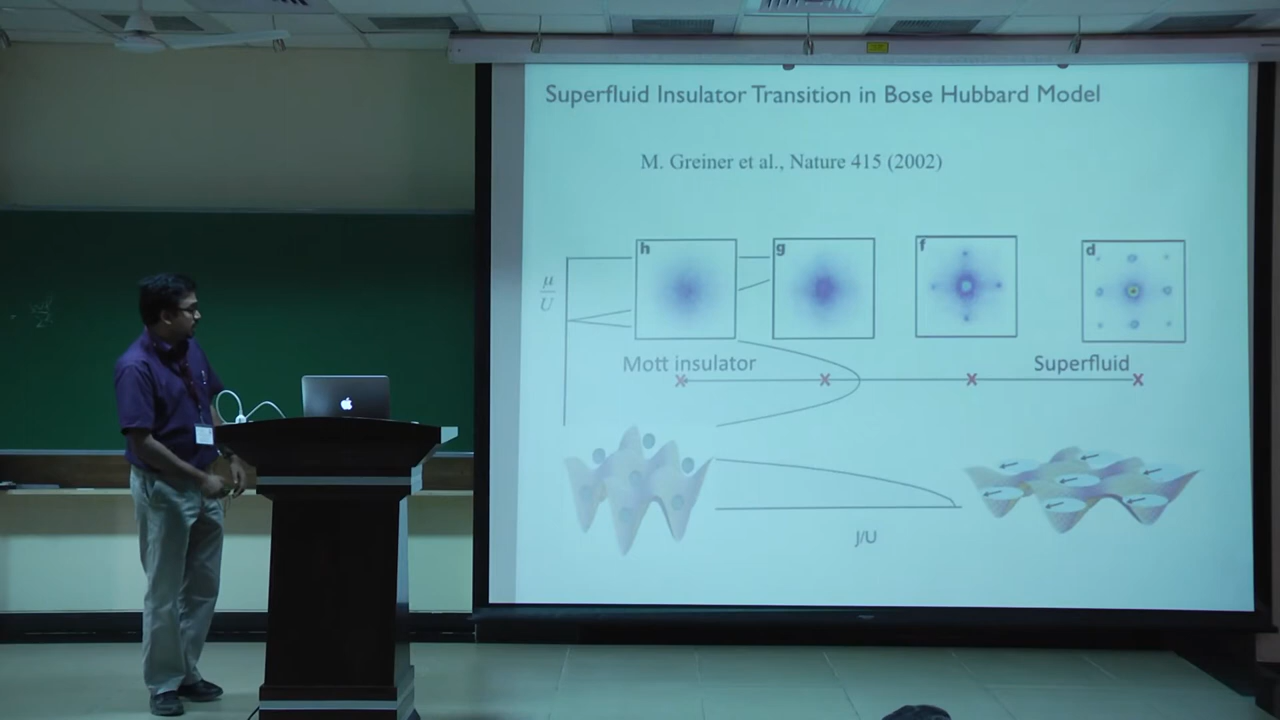 Superfluid Insulator Transition in Bose Hubbard Model
M. Greiner et al., Nature 415 (2002)
h
g
f
d
μ
U
Mott insulator
Superfluid
x x x x
J/U